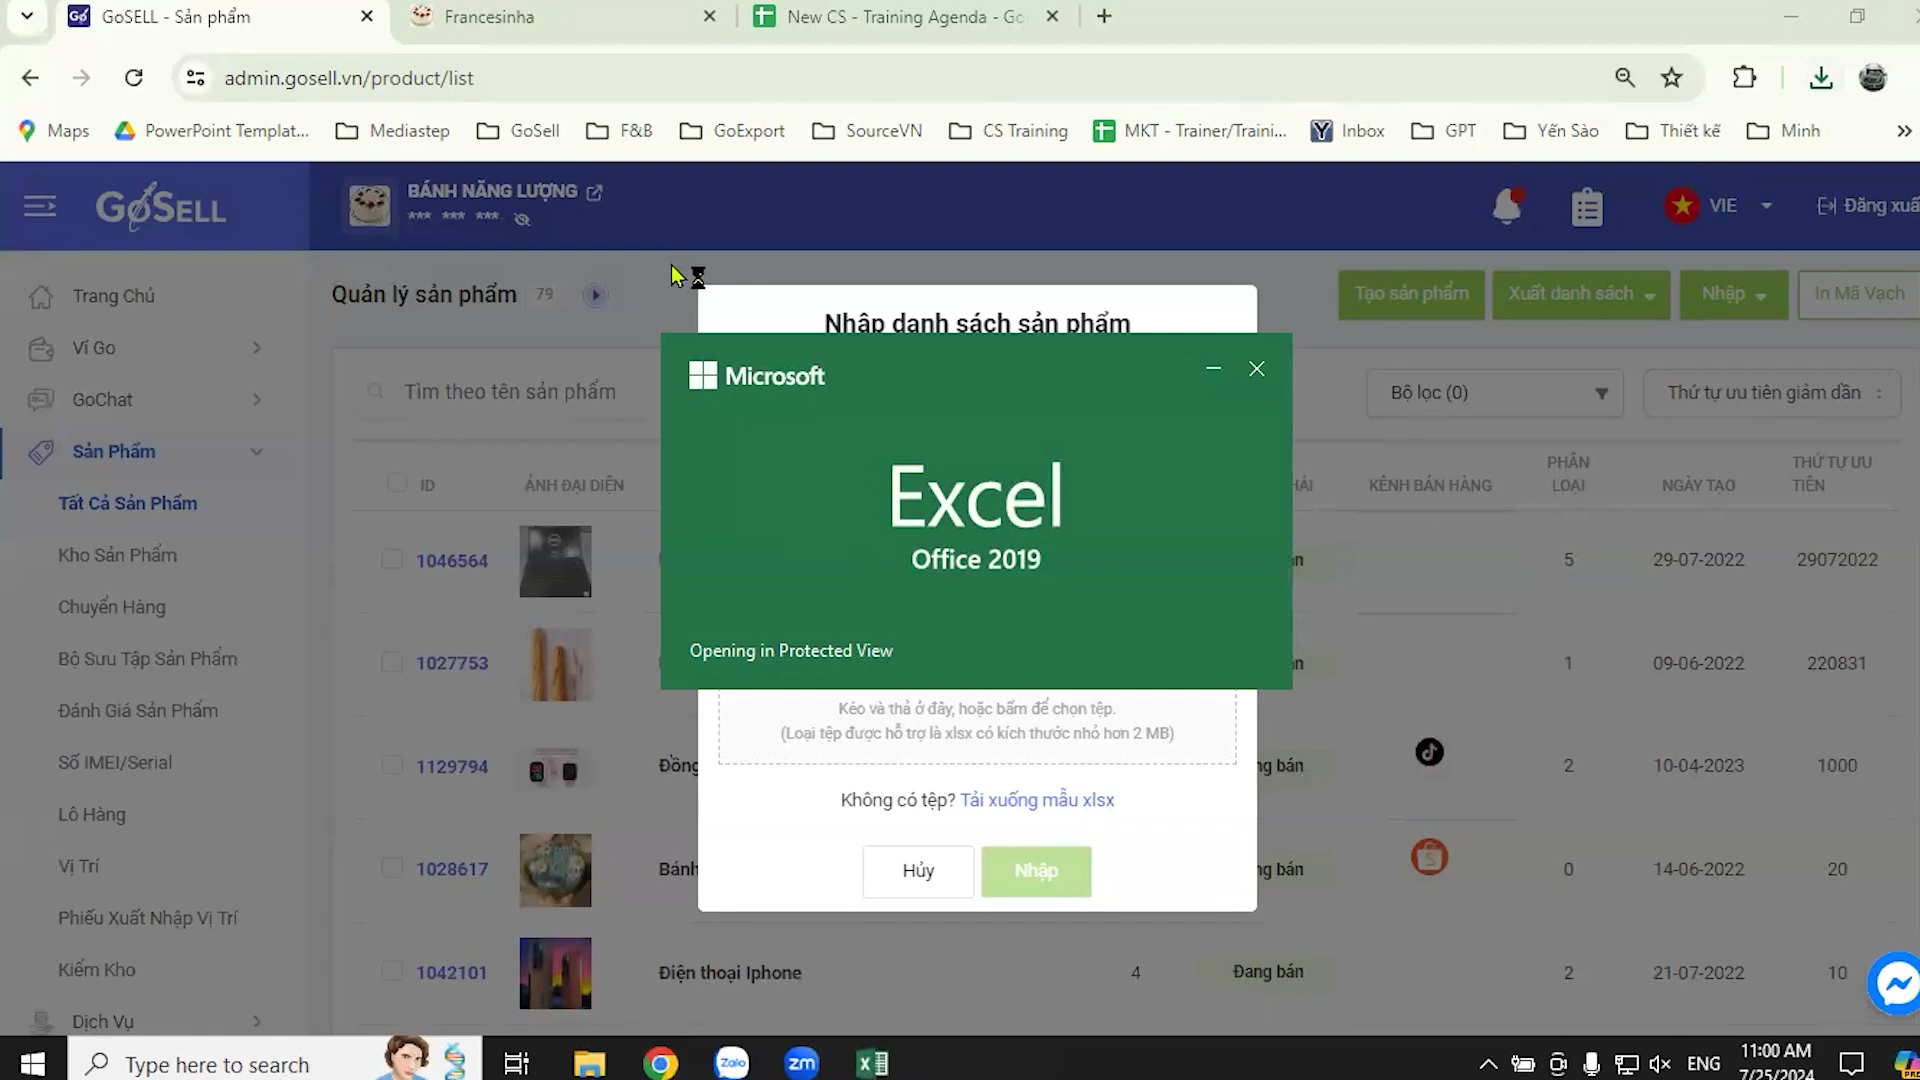 GoSELL - Sản phẩm
Francesinha
New CS - Training Agenda - Go
admin.gosell.vn/product/list
Maps
PowerPoint Templat...
Mediastep
GoSell
F&B
GoExport
SourceVN
CS Training
MKT - Trainer/Traini...
Inbox
GPT
Yến Sào
Thiết kế
Minh
»
GoSELL
BÁNH NĂNG LƯỢNG
*** *** ***
VIE
Đăng xuấ
Trang Chủ
Ví Go
GoChat
Sản Phẩm
Tất Cả Sản Phẩm
Kho Sản Phẩm
Chuyển Hàng
Bộ Sưu Tập Sản Phẩm
Đánh Giá Sản Phẩm
Số IMEI/Serial
Lô Hàng
Vị Trí
Phiếu Xuất Nhập Vị Trí
Kiểm Kho
Dịch Vụ
Quản lý sản phẩm 79
Tạo sản phẩm
Xuất danh sách
Nhập
In Mã Vạch
Tìm theo tên sản phẩm
Bộ lọc (0)
Thứ tự ưu tiên giảm dần
ID
ẢNH ĐẠI DIỆN
KÊNH BÁN HÀNG
PHÂN LOẠI
NGÀY TẠO
THỨ TỰ ƯU TIÊN
1046564
5
29-07-2022
29072022
1027753
1
09-06-2022
220831
1129794
Đồng
ng bán
2
10-04-2023
1000
1028617
Bánh
ng bán
0
14-06-2022
20
1042101
Điện thoại Iphone
4
Đang bán
2
21-07-2022
10
Nhập danh sách sản phẩm
Microsoft
Excel
Office 2019
Opening in Protected View
Kéo và thả ở đây, hoặc bấm để chọn tệp.
(Loại tệp được hỗ trợ là xlsx có kích thước nhỏ hơn 2 MB)
Không có tệp? Tải xuống mẫu xlsx
Hủy
Nhập
Type here to search
Zalo
zm
ENG
11:00 AM
7/25/2024